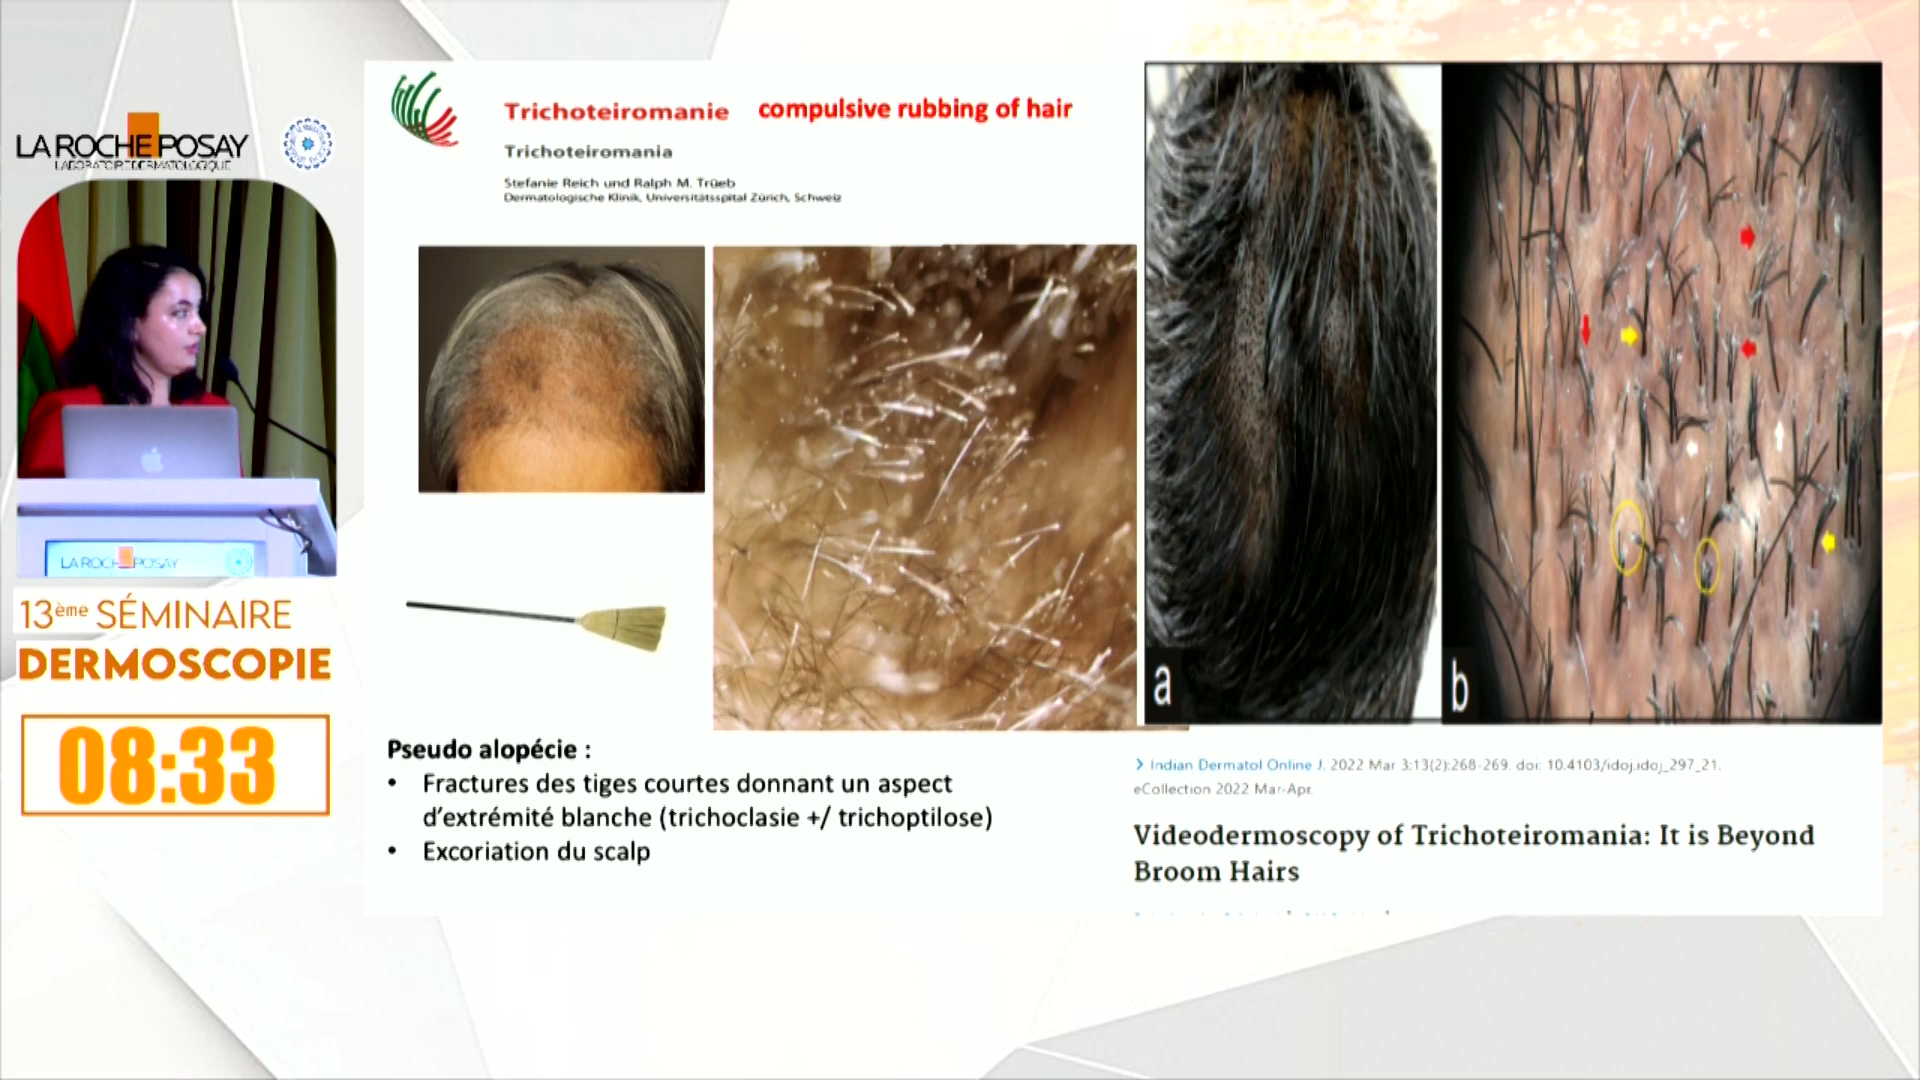 LA ROCHE POSAY
LABORATOIRE DERMATOLOGIQUE
LA ROCHE POSAY
13ème SÉMINAIRE
DERMOSCOPIE
08:33
Trichoteiromanie compulsive rubbing of hair
Trichoteiromania
Stefanie Reich und Ralph M. Trüeb
Dermatologische Klinik, Universitätsspital Zürich, Schweiz
a
b
Pseudo alopécie :
• Fractures des tiges courtes donnant un aspect
d'extrémité blanche (trichoclasie +/ trichoptilose)
• Excoriation du scalp
> Indian Dermatol Online J. 2022 Mar 3;13(2):268-269. doi: 10.4103/idoj.idoj_297_21.
eCollection 2022 Mar-Apr.
Videodermoscopy of Trichoteiromania: It is Beyond
Broom Hairs